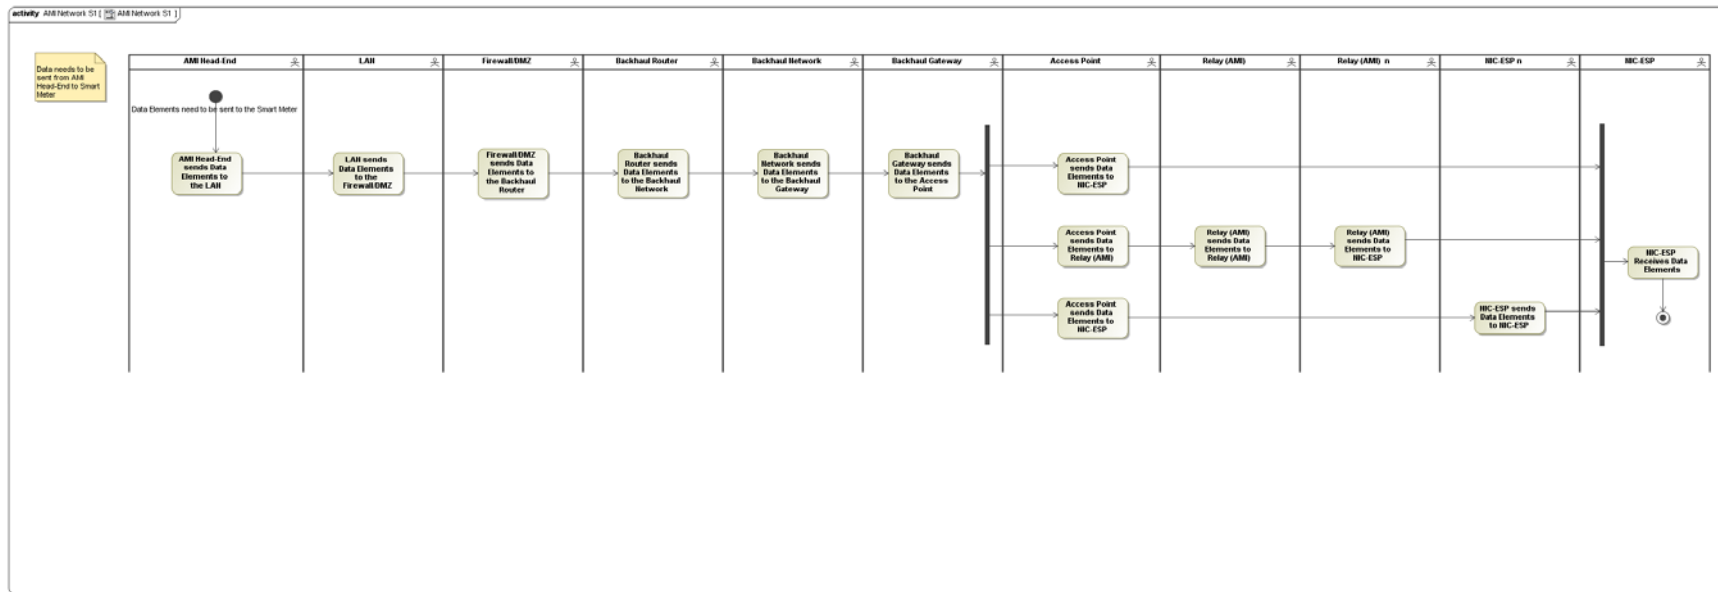 activity AMI Network S1 [ AMI Network S1 ]
Data needs to be
sent from AMI
Head-End to Smart
Meter
AMI Head-End
LAN
Firewall/DMZ
Backhaul Router
Backhaul Network
Backhaul Gateway
Access Point
Relay (AMI)
Relay (AMI) n
NIC-ESP n
NIC-ESP
Data Elements need to be sent to the Smart Meter
AMI Head-End
sends Data
Elements to
the LAN
LAN sends
Data Elements
to the
Firewall/DMZ
Firewall/DMZ
sends Data
Elements to
the Backhaul
Router
Backhaul
Router sends
Data Elements
to the Backhaul
Network
Backhaul
Network sends
Data Elements
to the Backhaul
Gateway
Backhaul
Gateway sends
Data Elements
to the Access
Point
Access Point
sends Data
Elements to
NIC-ESP
Access Point
sends Data
Elements to
Relay (AMI)
Relay (AMI)
sends Data
Elements to
Relay (AMI)
Relay (AMI)
sends Data
Elements to
NIC-ESP
NIC-ESP
Receives Data
Elements
Access Point
sends Data
Elements to
NIC-ESP
NIC-ESP sends
Data Elements
to NIC-ESP